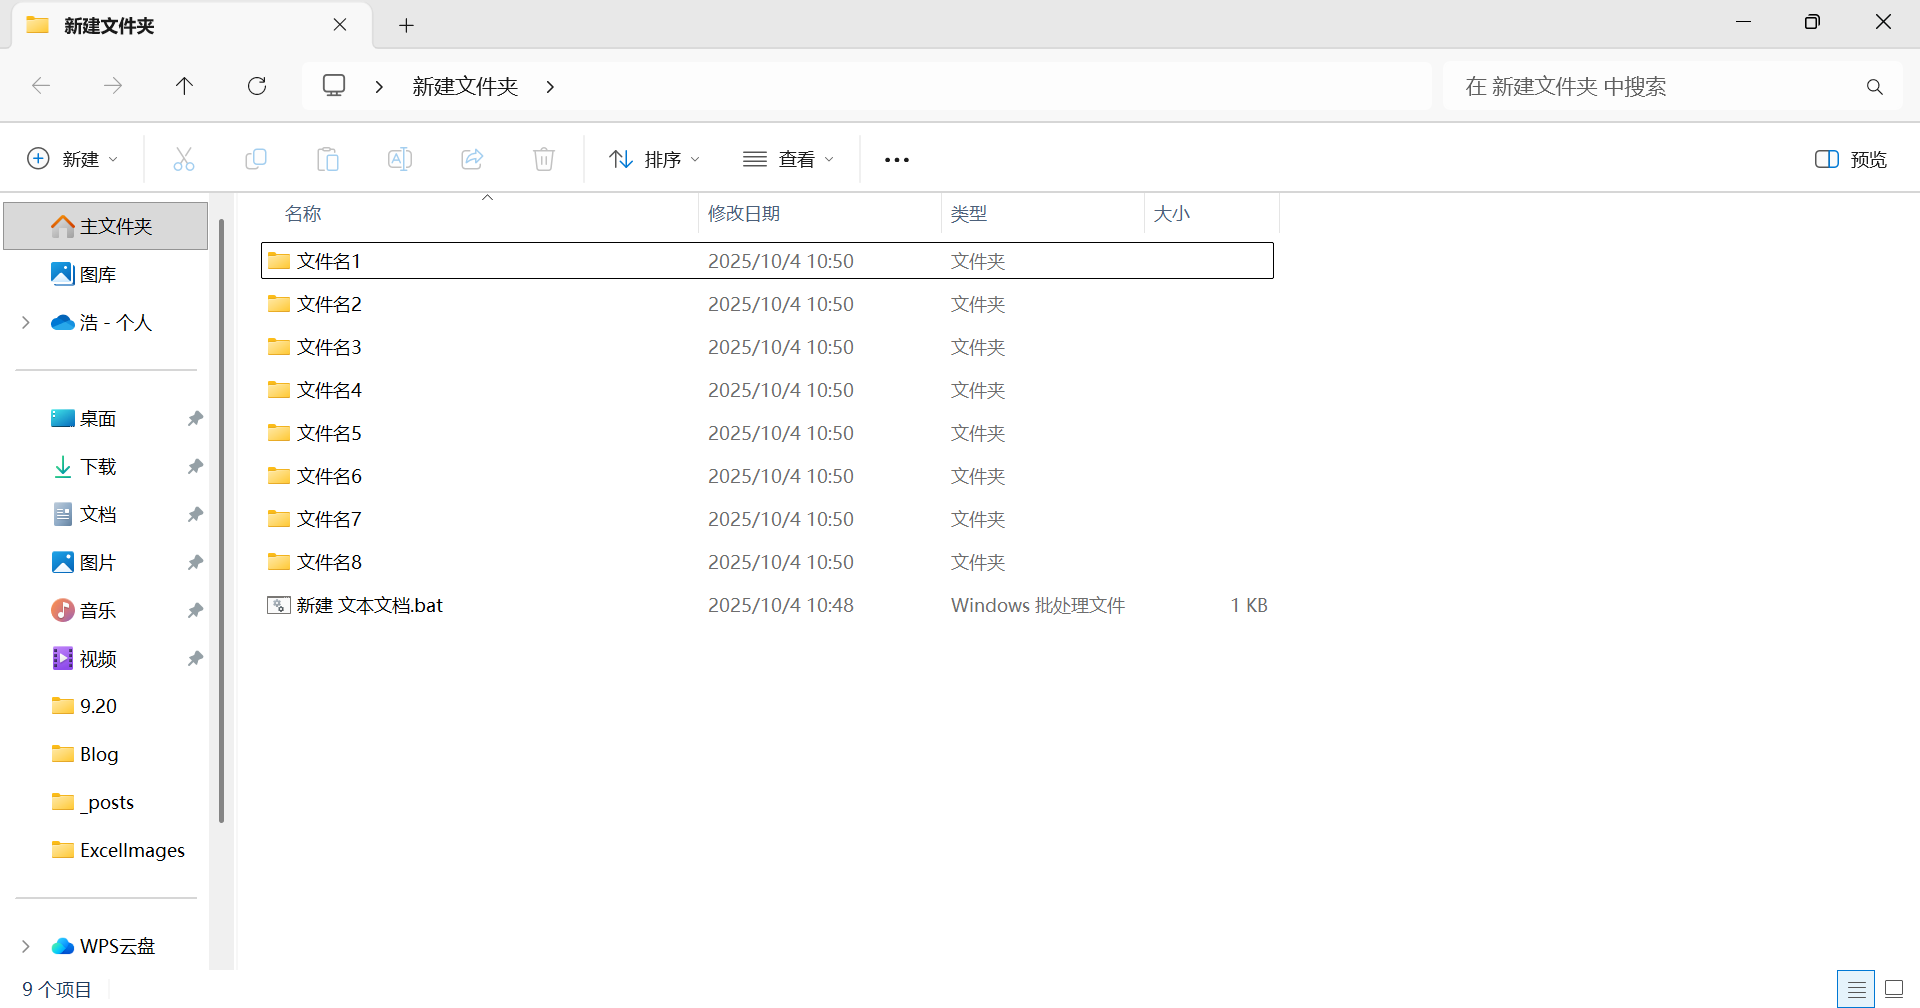 新建文件夹
新建文件夹
在 新建文件夹 中搜索
新建
排序
查看
预览
主文件夹
图库
浩 - 个人
桌面
下载
文档
图片
音乐
视频
9.20
Blog
_posts
ExcelImages
WPS云盘
名称 修改日期 类型 大小
文件名1 2025/10/4 10:50 文件夹
文件名2 2025/10/4 10:50 文件夹
文件名3 2025/10/4 10:50 文件夹
文件名4 2025/10/4 10:50 文件夹
文件名5 2025/10/4 10:50 文件夹
文件名6 2025/10/4 10:50 文件夹
文件名7 2025/10/4 10:50 文件夹
文件名8 2025/10/4 10:50 文件夹
新建 文本文档.bat 2025/10/4 10:48 Windows 批处理文件 1 KB
9 个项目